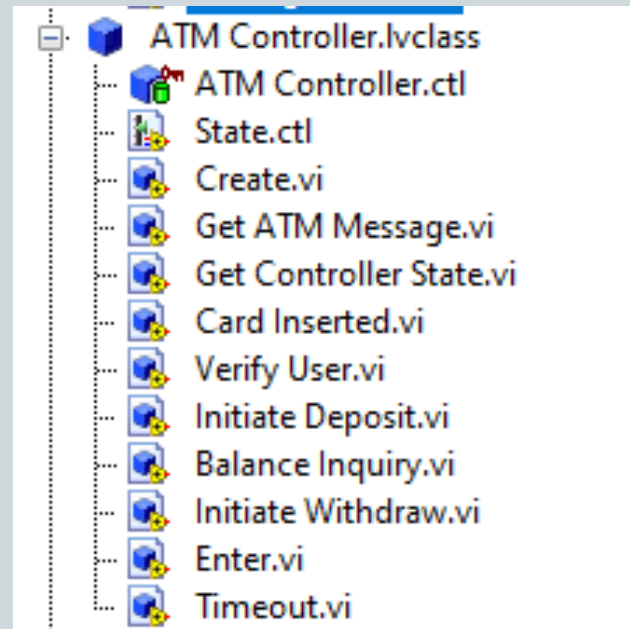 ATM Controller.lvclass
ATM Controller.ctl
State.ctl
Create.vi
Get ATM Message.vi
Get Controller State.vi
Card Inserted.vi
Verify User.vi
Initiate Deposit.vi
Balance Inquiry.vi
Initiate Withdraw.vi
Enter.vi
Timeout.vi